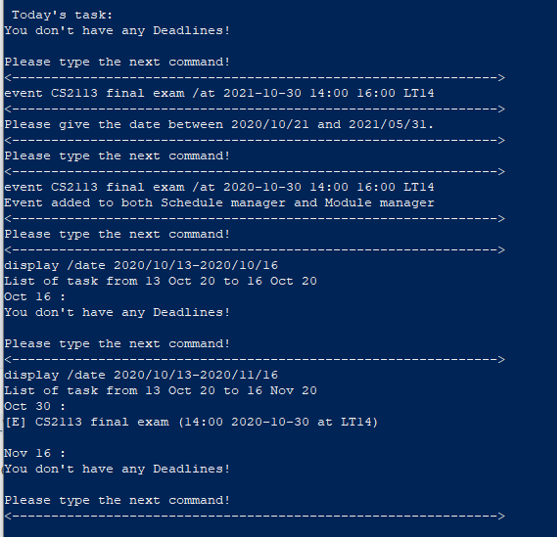 Today's task:
You don't have any Deadlines!
Please type the next command!
<-------------------------------------------------------------->
event CS2113 final exam /at 2021-10-30 14:00 16:00 LT14
<-------------------------------------------------------------->
Please give the date between 2020/10/21 and 2021/05/31.
<-------------------------------------------------------------->
Please type the next command!
<-------------------------------------------------------------->
event CS2113 final exam /at 2020-10-30 14:00 16:00 LT14
Event added to both Schedule manager and Module manager
<-------------------------------------------------------------->
Please type the next command!
<-------------------------------------------------------------->
display /date 2020/10/13-2020/10/16
List of task from 13 Oct 20 to 16 Oct 20
Oct 16 :
You don't have any Deadlines!
Please type the next command!
<-------------------------------------------------------------->
display /date 2020/10/13-2020/11/16
List of task from 13 Oct 20 to 16 Nov 20
Oct 30 :
[E] CS2113 final exam (14:00 2020-10-30 at LT14)
Nov 16 :
You don't have any Deadlines!
Please type the next command!
<-------------------------------------------------------------->